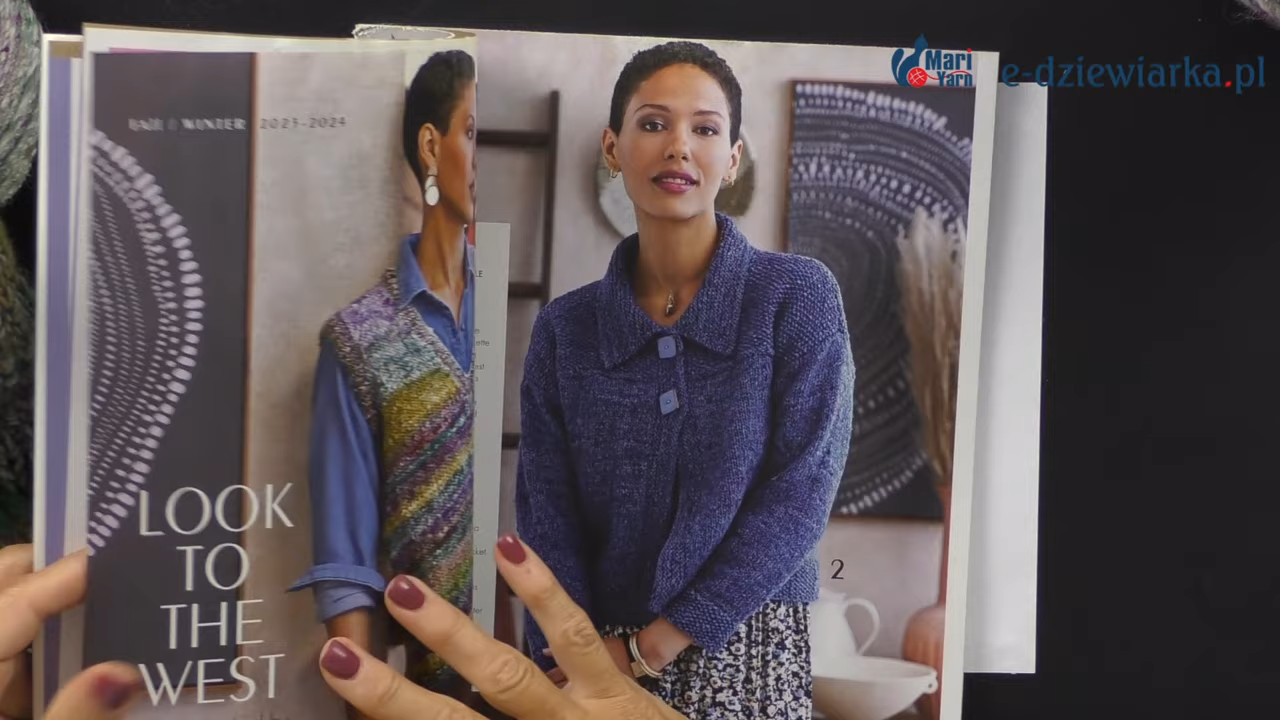 FALL / WINTER 2023-2024
LOOK
TO
THE
WEST
2
Mari
Yarn
e-dziewiarka.pl